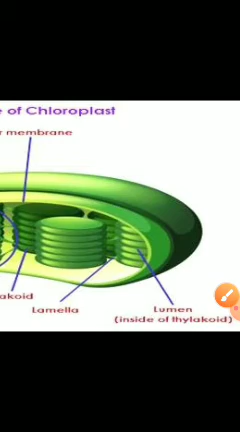 e of Chloroplast
r membrane
akoid
Lamella
Lumen
(inside of thylakoid)